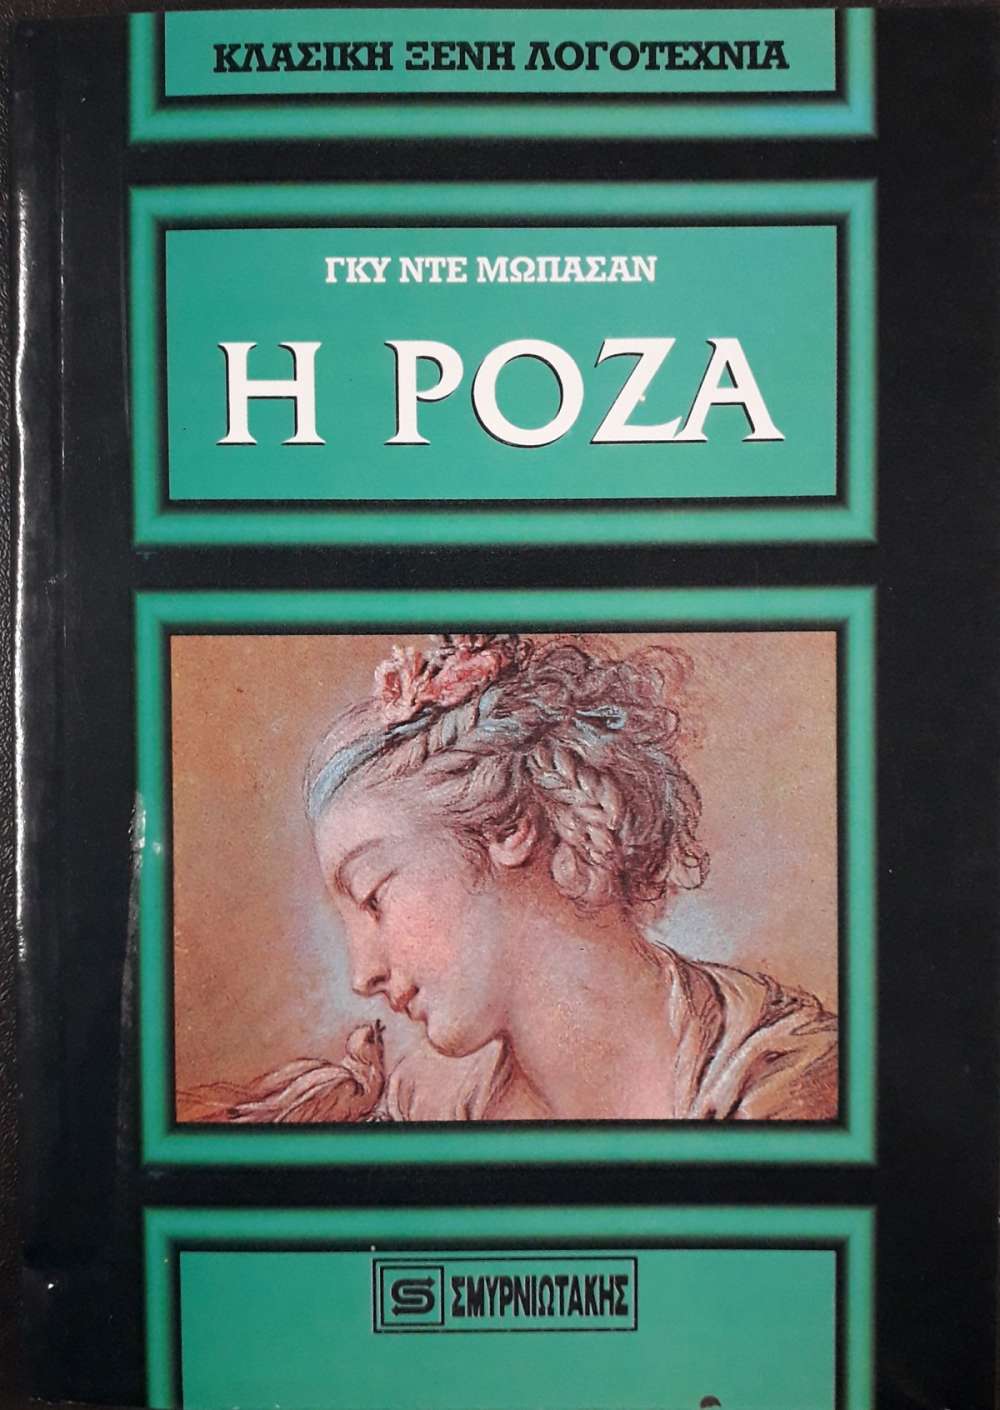 ΚΛΑΣΙΚΗ ΞΕΝΗ ΛΟΓΟΤΕΧΝΙΑ
ΓΚΥ ΝΤΕ ΜΩΠΑΣΑΝ
Η ΡΟΖΑ
S ΣΜΥΡΝΙΩΤΑΚΗΣ